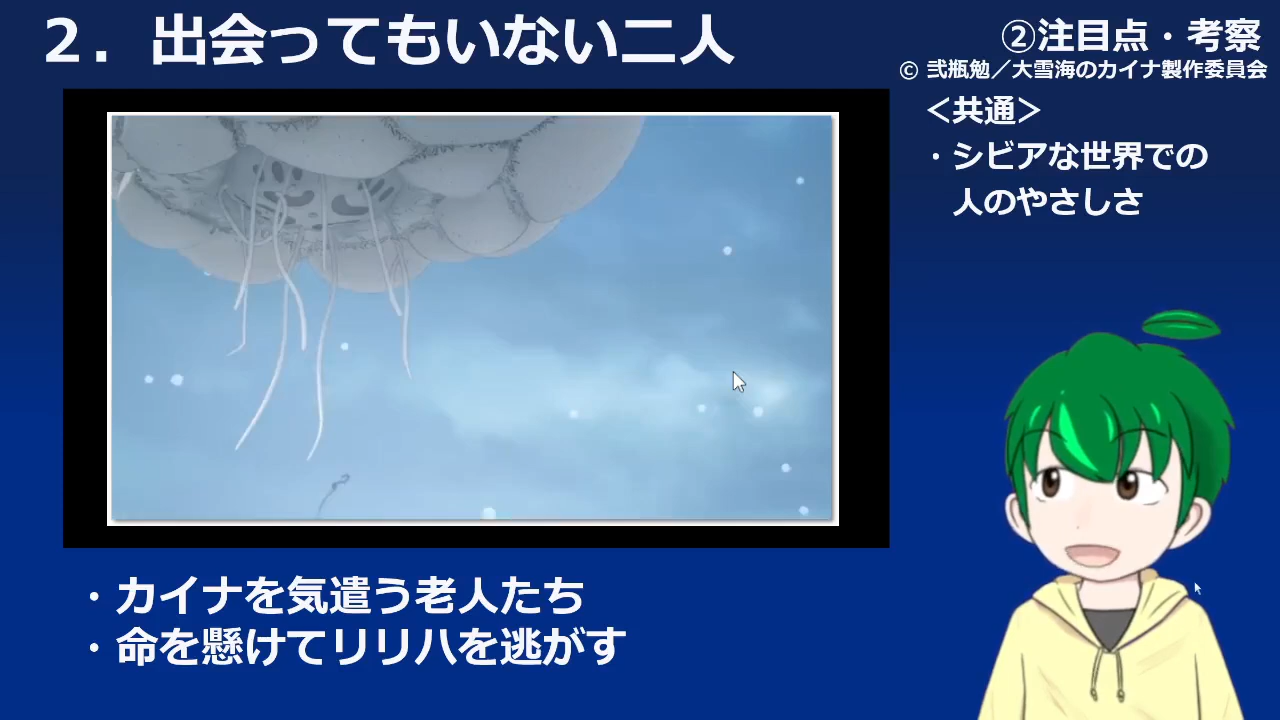 ２．出会ってもいない二人
②注目点・考察
© 弐瓶勉／大雪海のカイナ製作委員会
＜共通＞
・シビアな世界での
人のやさしさ
・カイナを気遣う老人たち
・命を懸けてリリハを逃がす